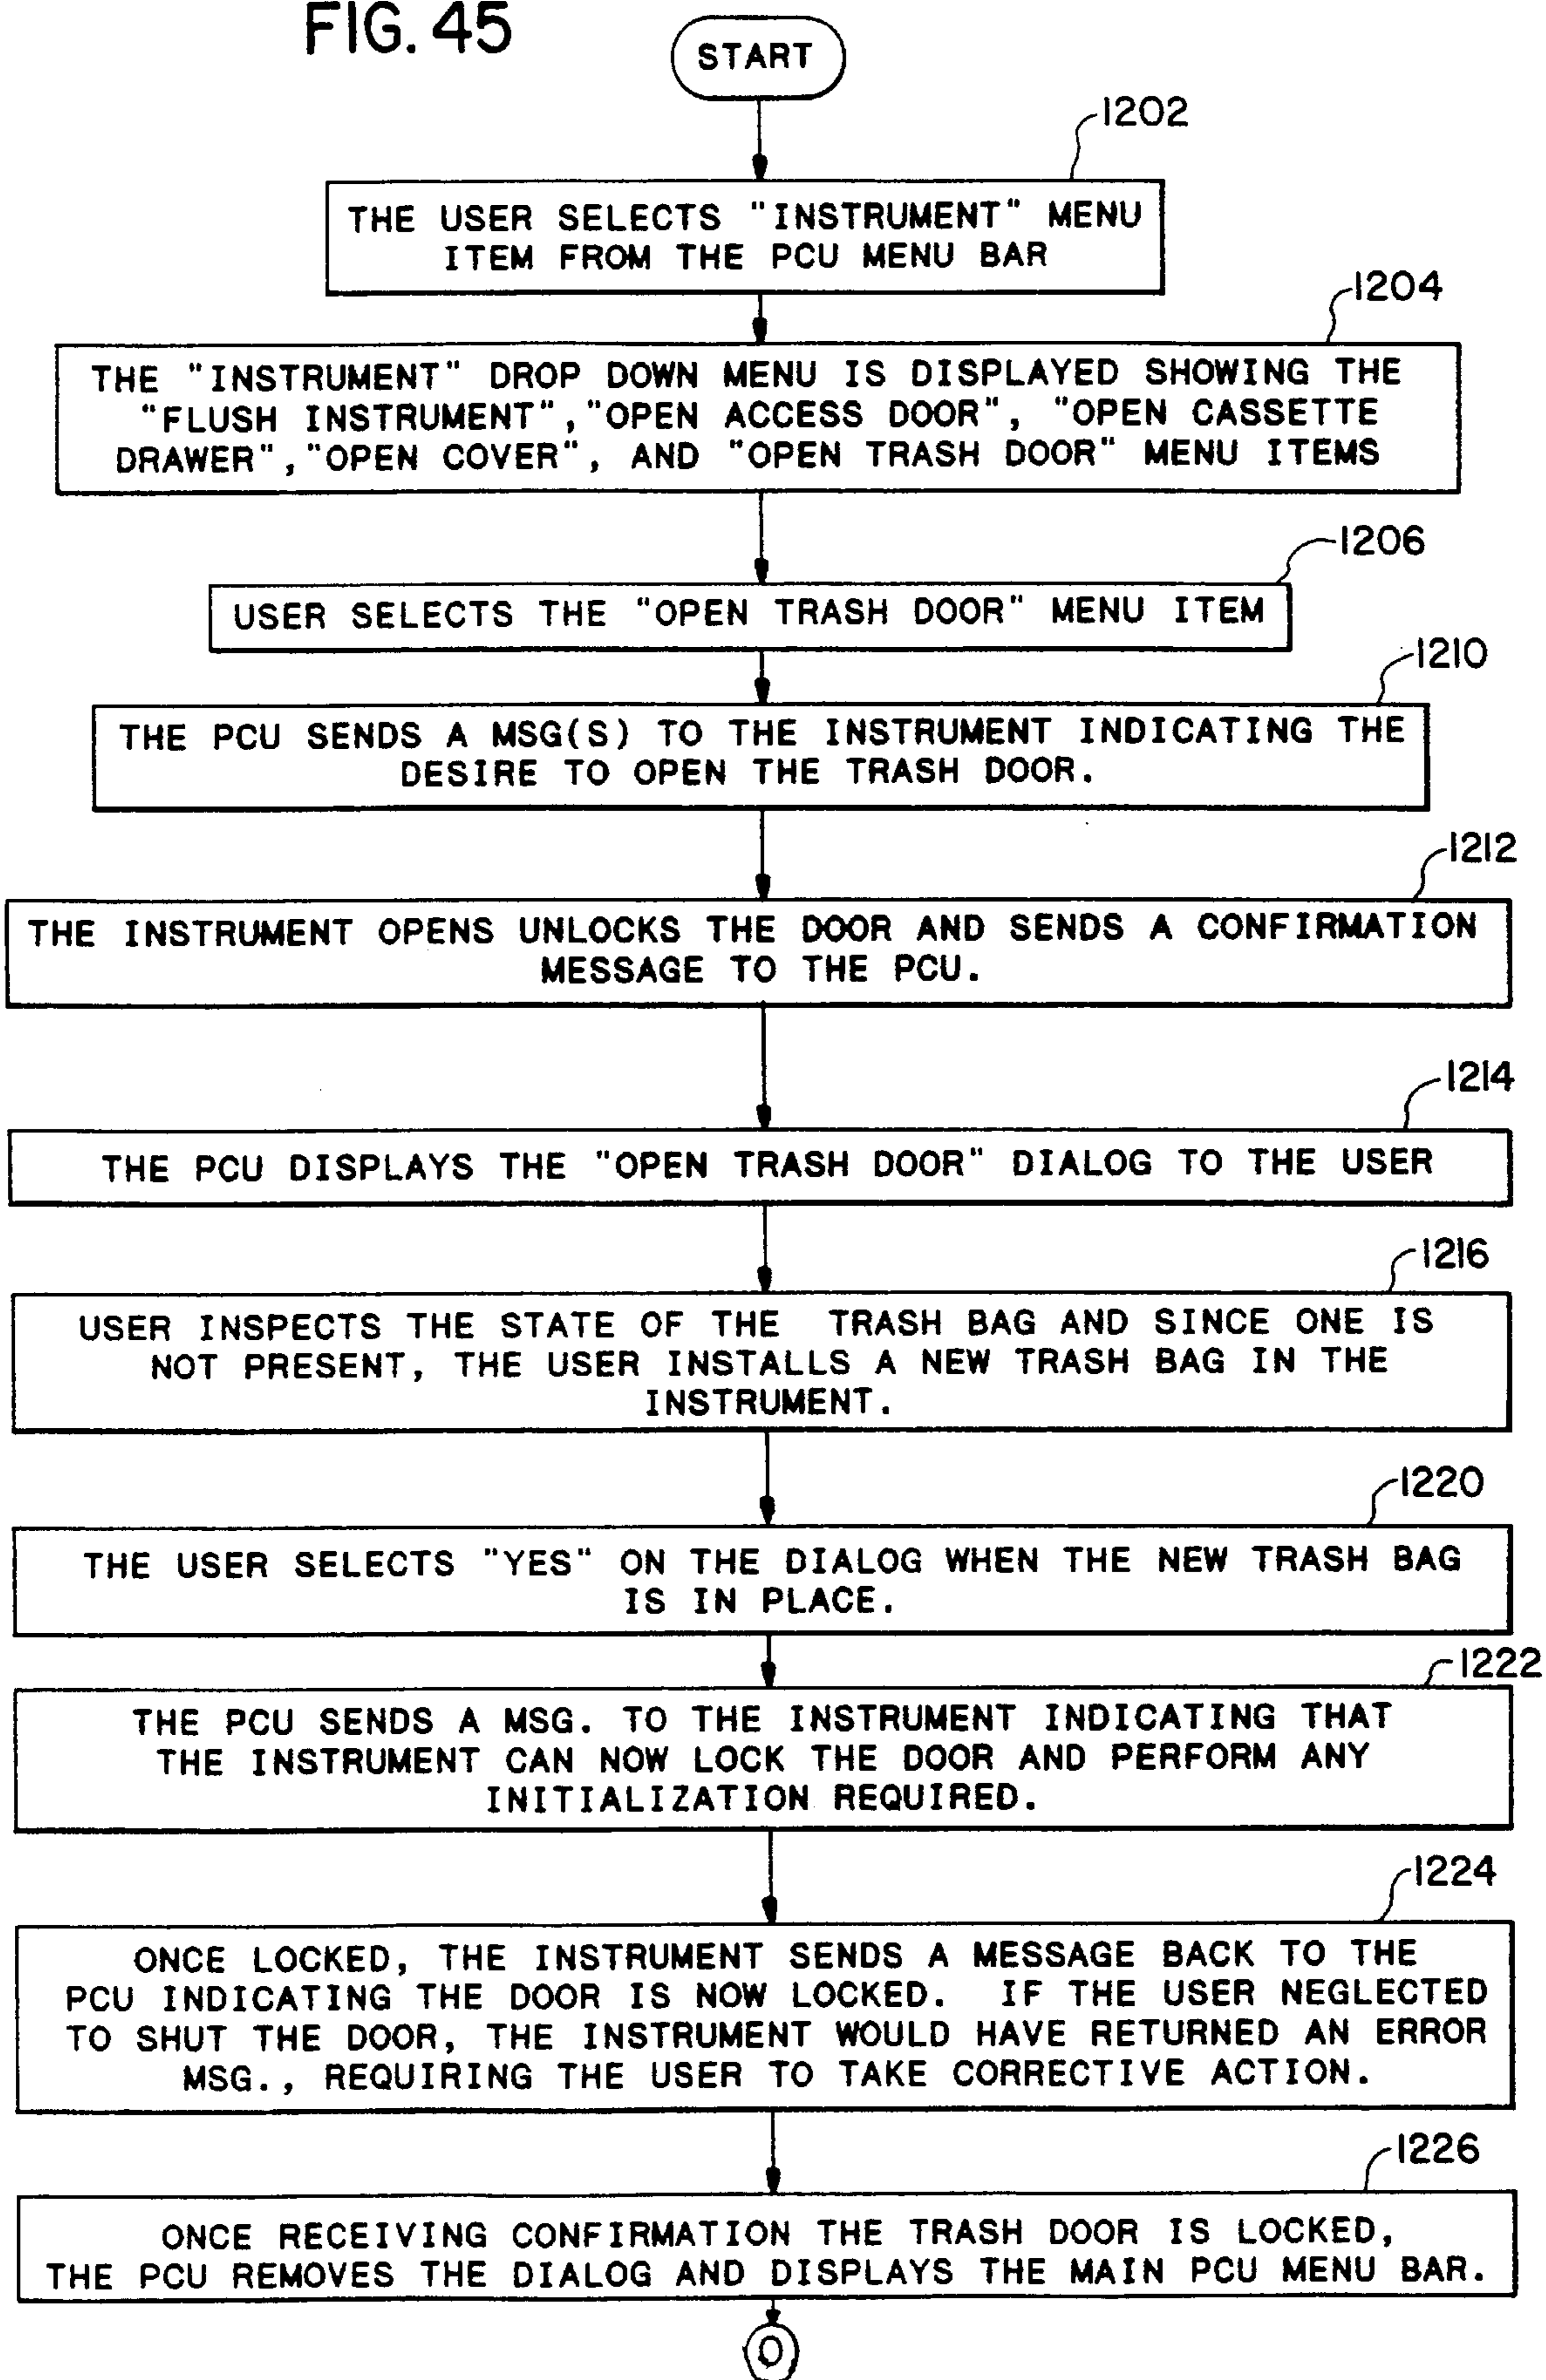 FIG. 45
START
1202
THE USER SELECTS "INSTRUMENT" MENU
ITEM FROM THE PCU MENU BAR
1204
THE "INSTRUMENT" DROP DOWN MENU IS DISPLAYED SHOWING THE
"FLUSH INSTRUMENT", "OPEN ACCESS DOOR", "OPEN CASSETTE
DRAWER", "OPEN COVER", AND "OPEN TRASH DOOR" MENU ITEMS
1206
USER SELECTS THE "OPEN TRASH DOOR" MENU ITEM
1210
THE PCU SENDS A MSG(S) TO THE INSTRUMENT INDICATING THE
DESIRE TO OPEN THE TRASH DOOR.
1212
THE INSTRUMENT OPENS UNLOCKS THE DOOR AND SENDS A CONFIRMATION
MESSAGE TO THE PCU.
1214
THE PCU DISPLAYS THE "OPEN TRASH DOOR" DIALOG TO THE USER
1216
USER INSPECTS THE STATE OF THE TRASH BAG AND SINCE ONE IS
NOT PRESENT, THE USER INSTALLS A NEW TRASH BAG IN THE
INSTRUMENT.
1220
THE USER SELECTS "YES" ON THE DIALOG WHEN THE NEW TRASH BAG
IS IN PLACE.
1222
THE PCU SENDS A MSG. TO THE INSTRUMENT INDICATING THAT
THE INSTRUMENT CAN NOW LOCK THE DOOR AND PERFORM ANY
INITIALIZATION REQUIRED.
1224
ONCE LOCKED, THE INSTRUMENT SENDS A MESSAGE BACK TO THE
PCU INDICATING THE DOOR IS NOW LOCKED. IF THE USER NEGLECTED
TO SHUT THE DOOR, THE INSTRUMENT WOULD HAVE RETURNED AN ERROR
MSG., REQUIRING THE USER TO TAKE CORRECTIVE ACTION.
1226
ONCE RECEIVING CONFIRMATION THE TRASH DOOR IS LOCKED,
THE PCU REMOVES THE DIALOG AND DISPLAYS THE MAIN PCU MENU BAR.